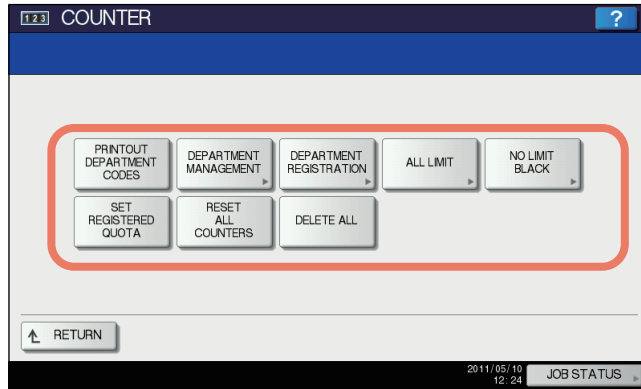 123 COUNTER
?
PRINTOUT
DEPARTMENT
CODES
DEPARTMENT
MANAGEMENT
DEPARTMENT
REGISTRATION
ALL LIMIT
NO LIMIT
BLACK
SET
REGISTERED
QUOTA
RESET
ALL
COUNTERS
DELETE ALL
RETURN
2011/05/10
12:24
JOB STATUS